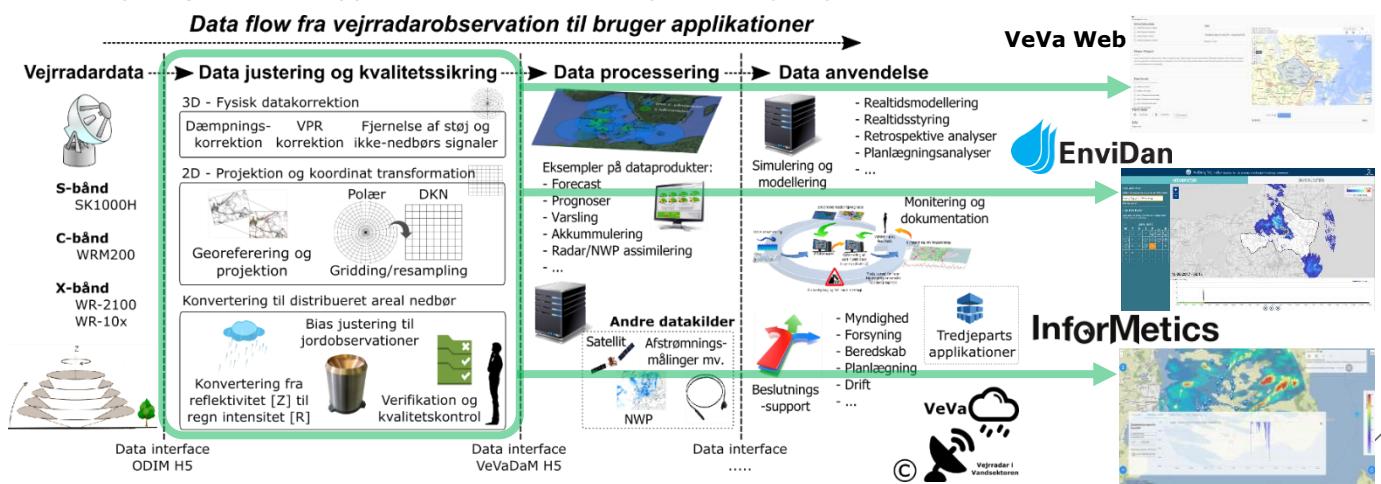 Data flow fra vejrradarobservation til bruger applikationer
Vejrradardata
Data justering og kvalitetssikring
Data processering
Data anvendelse
S-bånd
SK1000H
C-bånd
WRM200
X-bånd
WR-2100
WR-10x
Z
3D - Fysisk datakorrektion
Dæmpnings-
korrektion
VPR
korrektion
Fjernelse af støj og
ikke-nedbørs signaler
2D - Projektion og koordinat transformation
Polær
DKN
Georeferering og
projektion
Gridding/resampling
Konvertering til distribueret areal nedbør
Bias justering til
jordobservationer
Konvertering fra
reflektivitet [Z] til
regn intensitet [R]
Verifikation og
kvalitetskontrol
Data interface
ODIM H5
Data interface
VeVaDaM H5
Data interface
.....
Eksempler på dataprodukter:
- Forecast
- Prognoser
- Varsling
- Akkummulering
- Radar/NWP assimilering
- ...
Andre datakilder
Satellit
Afstrømnings-
målinger mv.
NWP
Simulering og
modellering
- Realtidsmodellering
- Realtidsstyring
- Retrospektive analyser
- Planlægningsanalyser
- ...
Monitering og
dokumentation
Beslutnings
-support
- Myndighed
- Forsyning
- Beredskab
- Planlægning
- Drift
- ...
Tredjeparts
applikationer
©
VeVa
Vejrradar i
Vandsektoren
VeVa Web
EnviDan
InforMetics